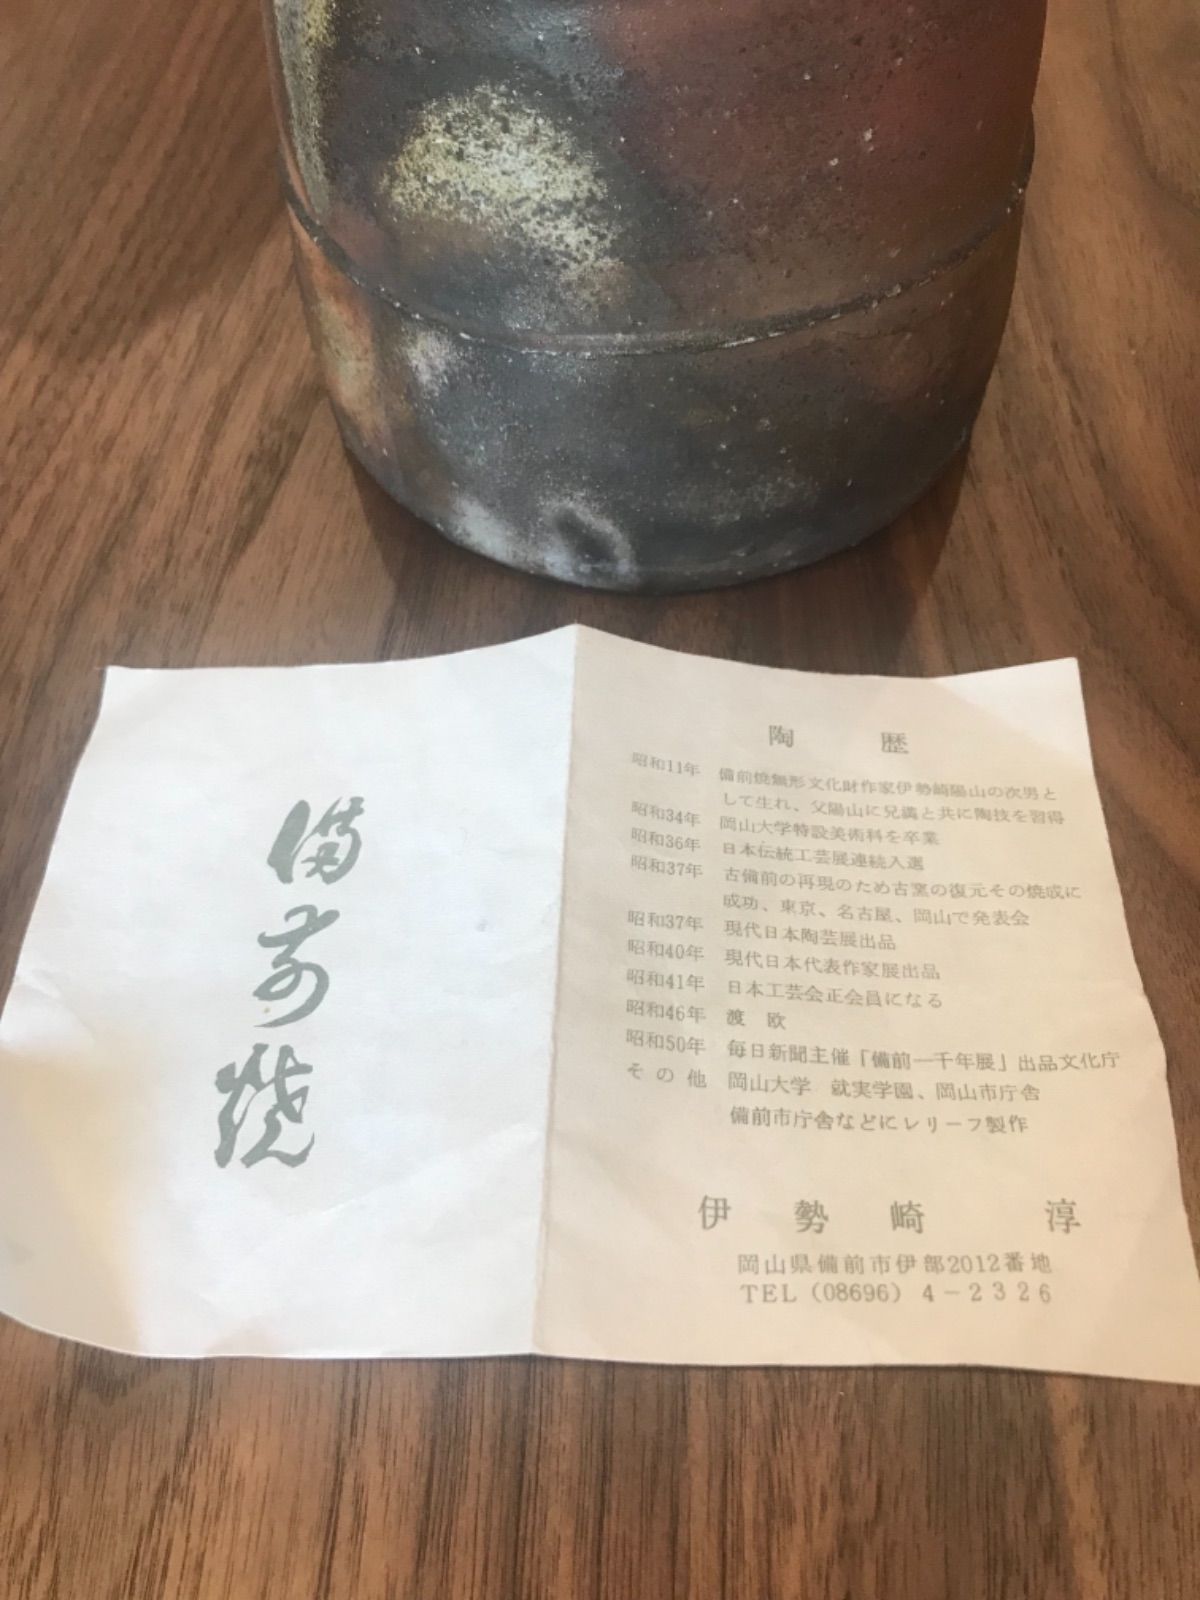 備前焼
陶 歴
昭和11年 備前焼無形文化財作家伊勢崎陽山の次男と
して生れ、父陽山に兄満と共に陶技を習得
昭和34年 岡山大学特設美術科を卒業
昭和36年 日本伝統工芸展連続入選
昭和37年 古備前の再現のため古窯の復元その焼成に
成功、東京、名古屋、岡山で発表会
昭和37年 現代日本陶芸展出品
昭和40年 現代日本代表作家展出品
昭和41年 日本工芸会正会員になる
昭和46年 渡 欧
昭和50年 毎日新聞主催「備前一千年展」出品文化庁
その他 岡山大学 就実学園、岡山市庁舎
備前市庁舎などにレリーフ製作
伊勢崎 淳
岡山県備前市伊部2012番地
TEL (08696) 4-2326